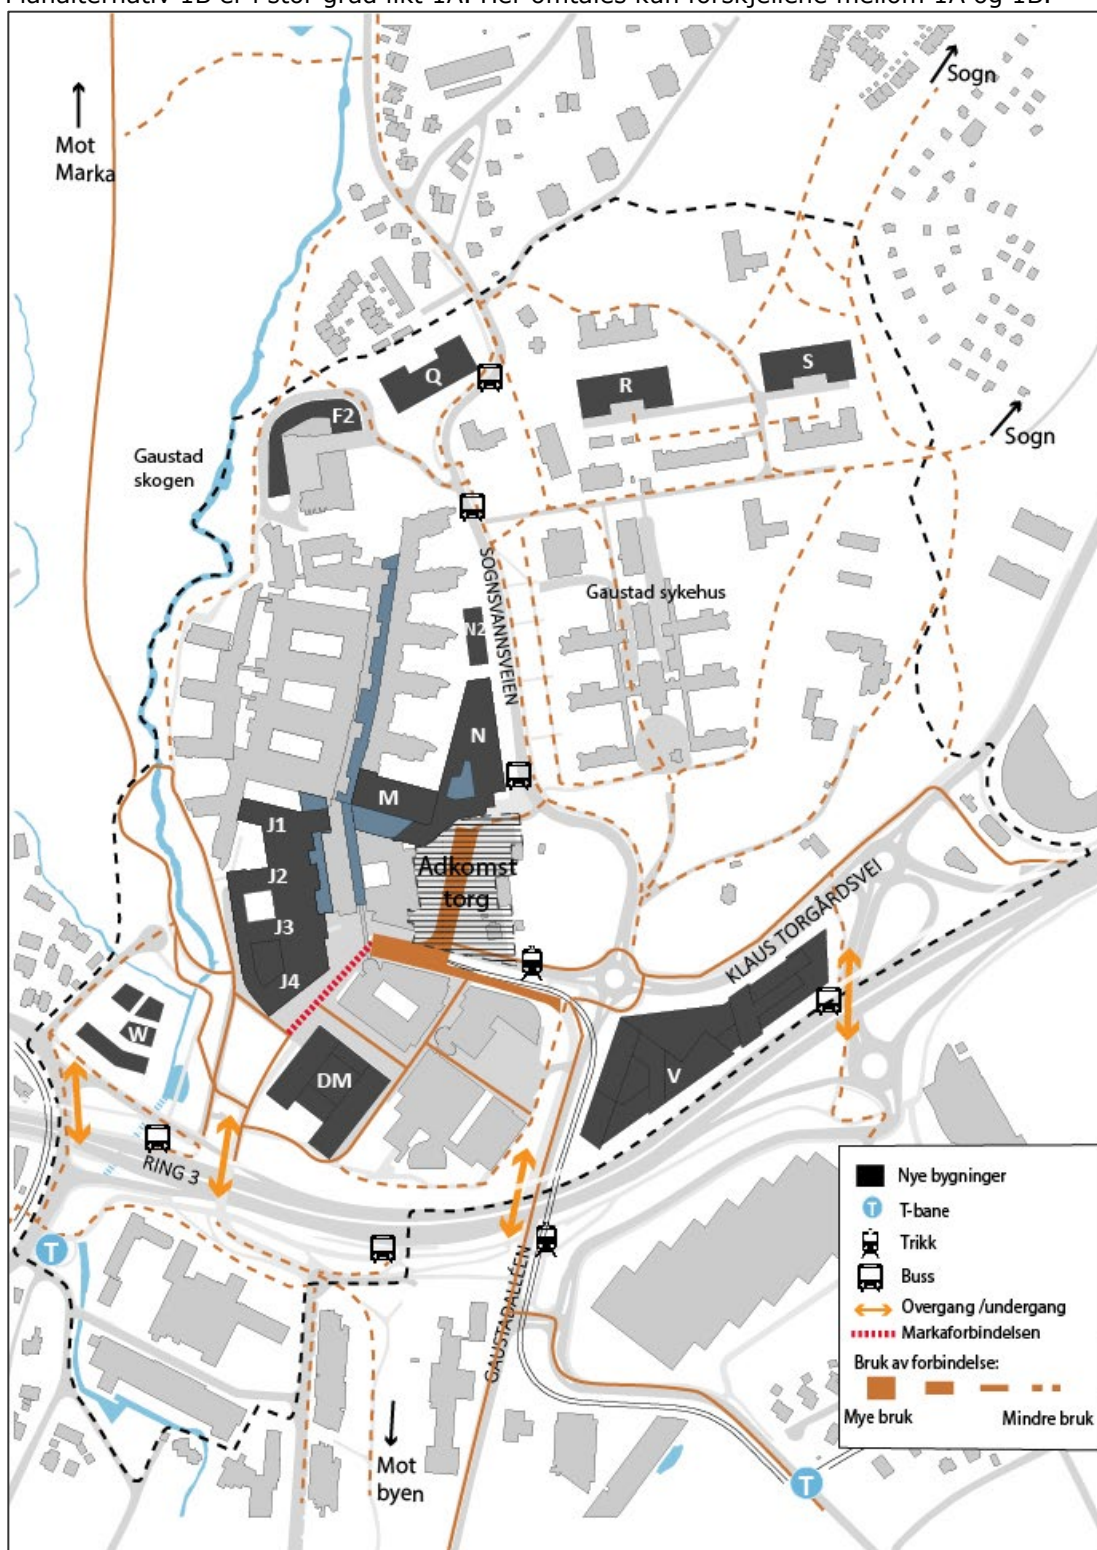 Planalternativ 1B er i stor grad likt 1A. Her omtales kun forskjellene mellom 1A og 1B.
Sogn
Mot
Marka
S
Q
R
F2
Sogn
Gaustad
skogen
SOGNSVANNSVEIEN
Gaustad sykehus
N2
N
M
J1
Adkomst
torg
J2
J3
KLAUS TORGÅRDSVEI
J4
W
DM
V
RING 3
GAUSTADALLÉEN
Mot
byen
T
T
Nye bygninger
T T-bane
Trikk
Buss
Overgang /undergang
Markaforbindelsen
Bruk av forbindelse:
Mye bruk Mindre bruk